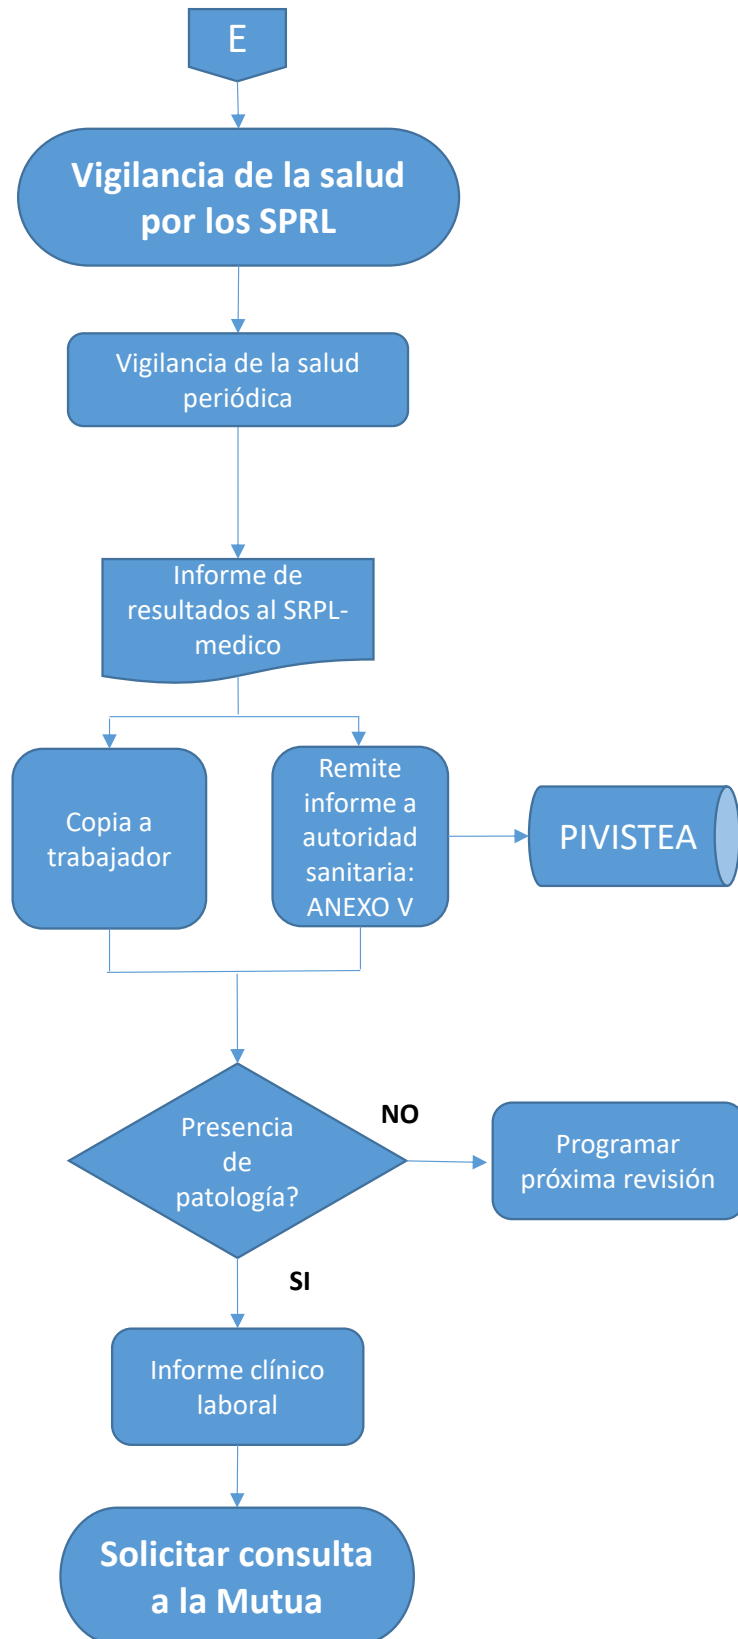 E
Vigilancia de la salud
por los SPRL
Vigilancia de la salud
periódica
Informe de
resultados al SRPL-
medico
Copia a
trabajador
Remite
informe a
autoridad
sanitaria:
ANEXO V
PIVISTEA
Presencia
de
patología?
NO
Programar
próxima revisión
SI
Informe clínico
laboral
Solicitar consulta
a la Mutua